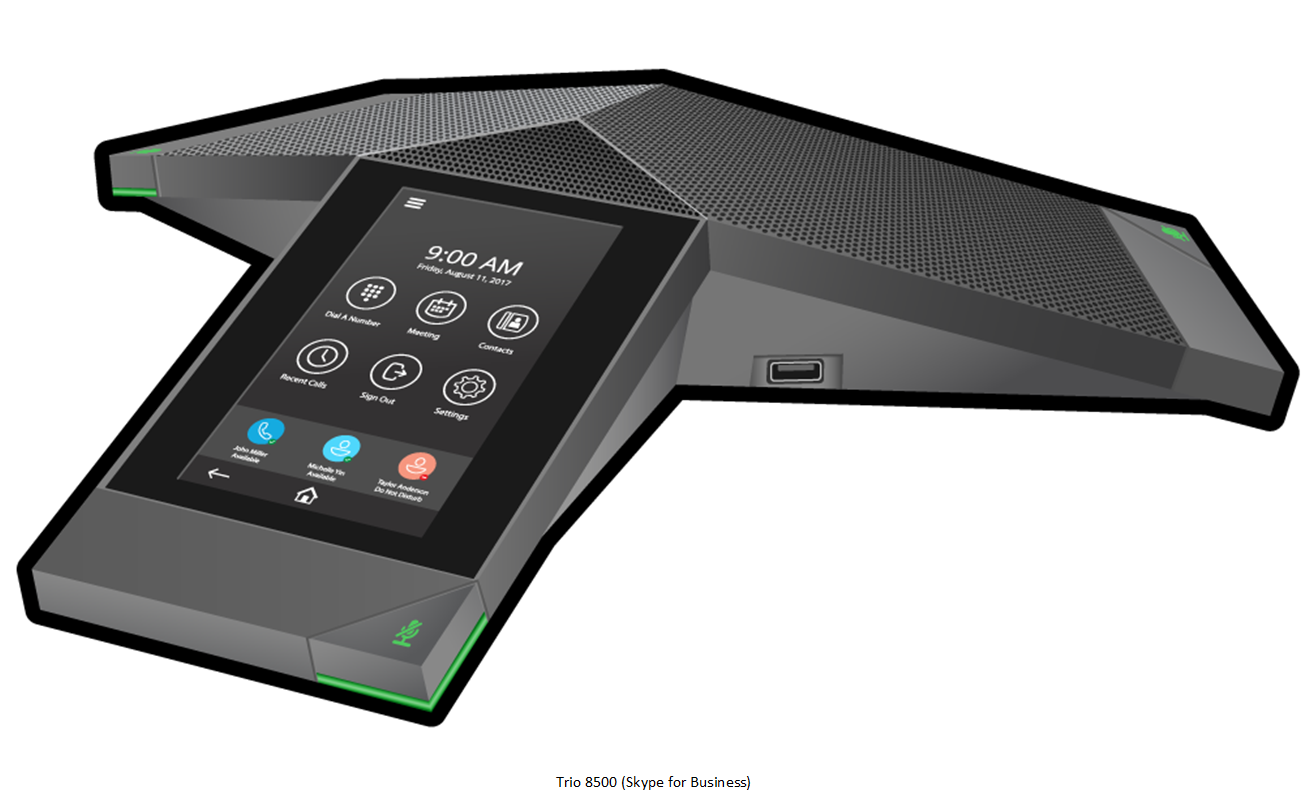 9:00 AM
Friday, August 11, 2017
Dial A Number
Meeting
Contacts
Recent Calls
Sign Out
Settings
John Miller
Available
Michelle Yin
Available
Taylor Anderson
Do Not Disturb
Trio 8500 (Skype for Business)